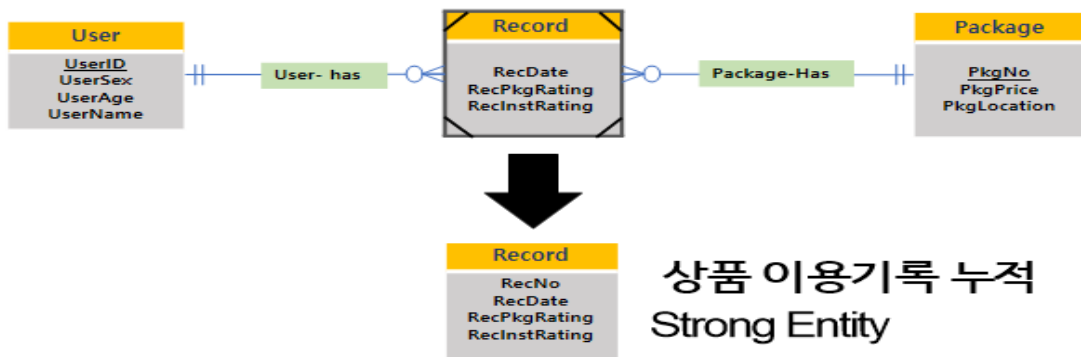 User
UserID
UserSex
UserAge
UserName
User- has
Record
RecDate
RecPkgRating
RecInstRating
Package-Has
Package
PkgNo
PkgPrice
PkgLocation
Record
RecNo
RecDate
RecPkgRating
RecInstRating
상품 이용기록 누적
Strong Entity